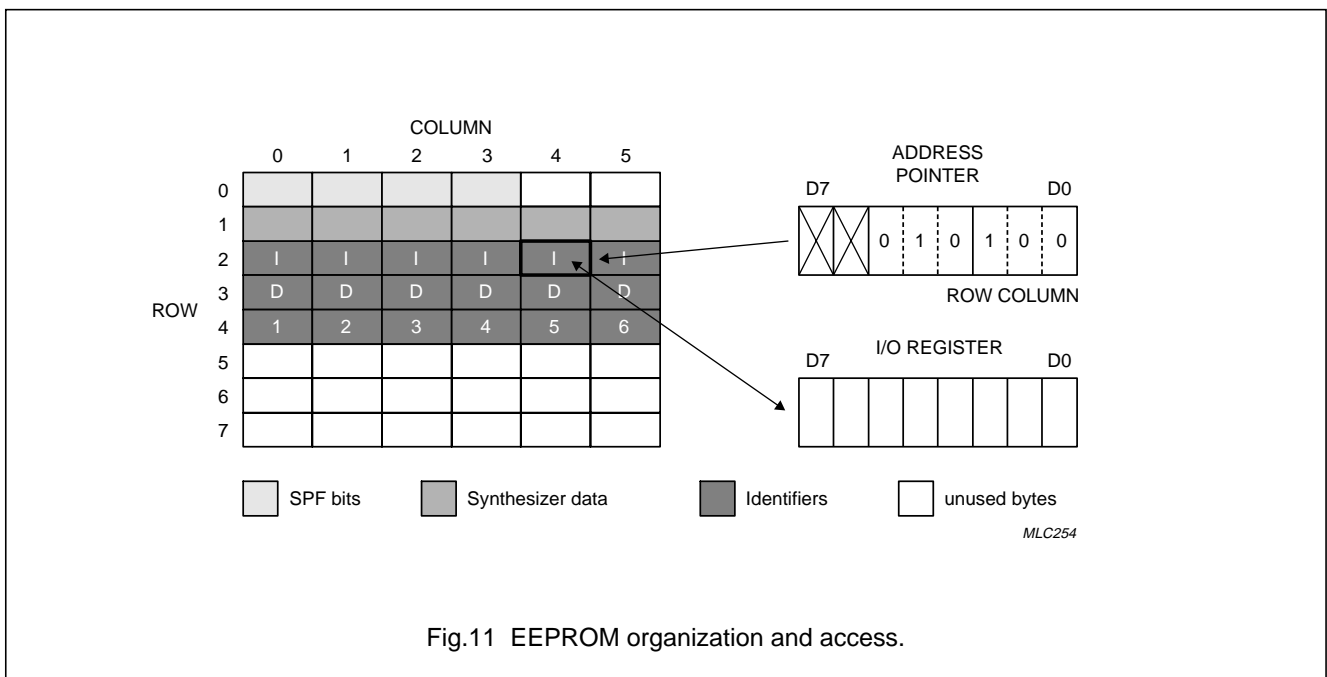 COLUMN
0 1 2 3 4 5
ROW
0
1
2 I I I I I I
3 D D D D D D
4 1 2 3 4 5 6
5
6
7
ADDRESS
POINTER
D7 D0
0 1 0 1 0 0
ROW COLUMN
I/O REGISTER
D7 D0
SPF bits Synthesizer data Identifiers unused bytes
MLC254
Fig.11 EEPROM organization and access.